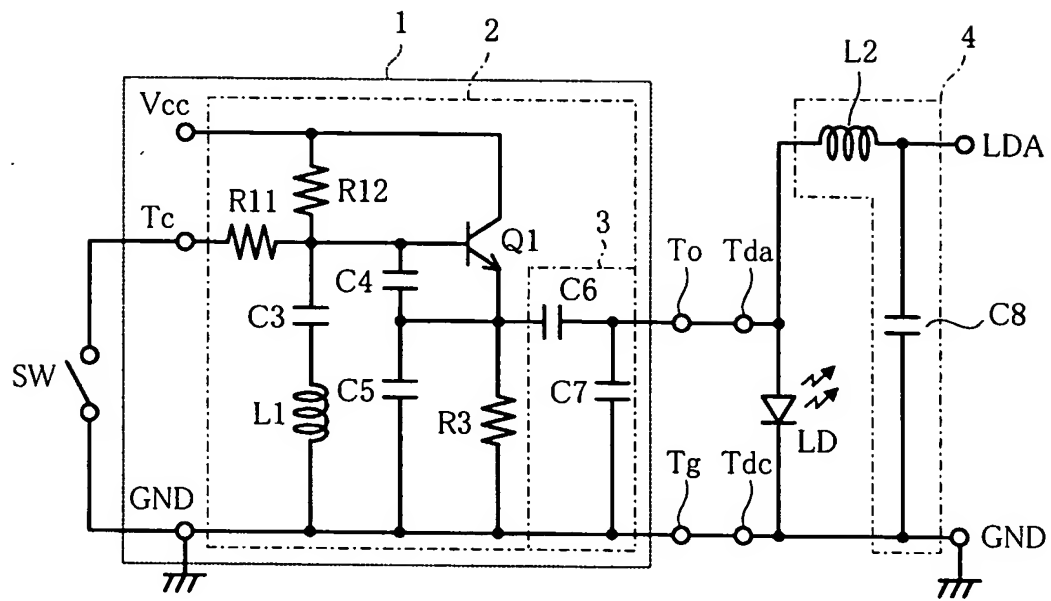 1
2
L2
4
Vcc
LDA
R12
R11
Tc
Q1
3
To
Tda
C4
C6
C3
C8
SW
C5
C7
L1
R3
LD
Tg
Tdc
GND
GND